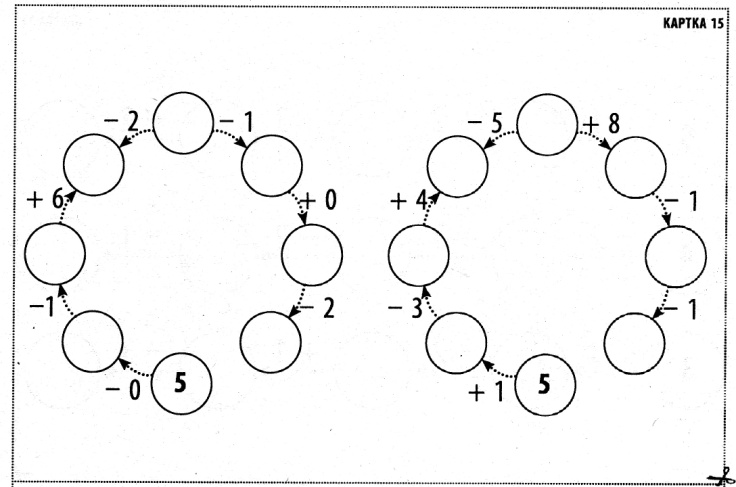 КАРТКА 15
– 2 – 1 – 5 + 8
+ 6 + 0 + 4 – 1
–1 – 2 – 3 – 1
– 0 5 + 1 5